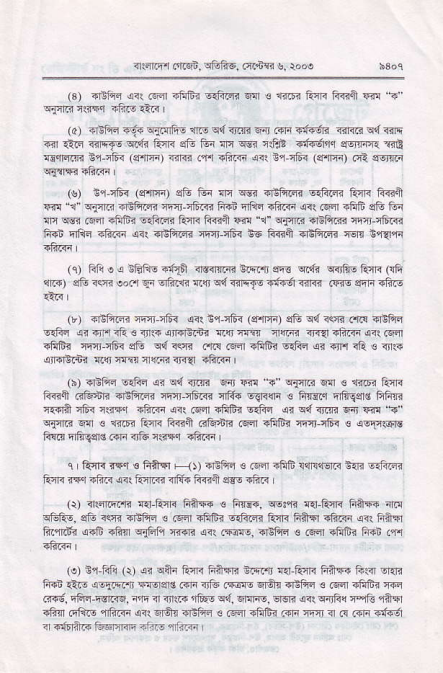 বাংলাদেশ গেজেট, অতিরিক্ত, সেপ্টেম্বর ৬, ২০০৩ ৯৪০৭
(৪) কাউন্সিল এবং জেলা কমিটির তহবিলের জমা ও খরচের হিসাব বিবরণী ফরম “ক”
অনুসারে সংরক্ষণ করিতে হইবে।
(৫) কাউন্সিল কর্তৃক অনুমোদিত খাতে অর্থ ব্যয়ের জন্য কোন কর্মকর্তার বরাবরে অর্থ বরাদ্দ
করা হইলে বরাদ্দকৃত অর্থের হিসাব প্রতি তিন মাস অন্তর সংশ্লিষ্ট কর্মকর্তাগণ প্রত্যয়নসহ স্বরাষ্ট্র
মন্ত্রণালয়ের উপ-সচিব (প্রশাসন) বরাবর পেশ করিবেন এবং উপ-সচিব (প্রশাসন) সেই প্রত্যয়নে
অনুস্বাক্ষর করিবেন।
(৬) উপ-সচিব (প্রশাসন) প্রতি তিন মাস অন্তর কাউন্সিলের তহবিলের হিসাব বিবরণী
ফরম “খ” অনুসারে কাউন্সিলের সদস্য-সচিবের নিকট দাখিল করিবেন এবং জেলা কমিটি প্রতি তিন
মাস অন্তর জেলা কমিটির তহবিলের হিসাব বিবরণী ফরম “খ” অনুসারে কাউন্সিরের সদস্য-সচিবের
নিকট দাখিল করিবেন এবং কাউন্সিলের সদস্য-সচিব উক্ত বিবরণী কাউন্সিলের সভায় উপস্থাপন
করিবেন।
(৭) বিধি ৩ এ উল্লিখিত কর্মসূচী বাস্তবায়নের উদ্দেশ্যে প্রদত্ত অর্থের অব্যয়িত হিসাব (যদি
থাকে) প্রতি বৎসর ৩০শে জুন তারিখের মধ্যে অর্থ বরাদ্দকৃত কর্মকর্তা বরাবর ফেরত প্রদান করিতে
হইবে।
(৮) কাউন্সিলের সদস্য-সচিব এবং উপ-সচিব (প্রশাসন) প্রতি অর্থ বৎসর শেষে কাউন্সিল
তহবিল এর ক্যাশ বহি ও ব্যাংক এ্যাকাউন্টের মধ্যে সমন্বয় সাধনের ব্যবস্থা করিবেন এবং জেলা
কমিটির সদস্য-সচিব প্রতি অর্থ বৎসর শেষে জেলা কমিটির তহবিল এর ক্যাশ বহি ও ব্যাংক
এ্যাকাউন্টের মধ্যে সমন্বয় সাধনের ব্যবস্থা করিবেন।
(৯) কাউন্সিল তহবিল এর অর্থ ব্যয়ের জন্য ফরম “ক” অনুসারে জমা ও খরচের হিসাব
বিবরণী রেজিস্টার কাউন্সিলের সদস্য-সচিবের সার্বিক তত্ত্বাবধান ও নিয়ন্ত্রণে দায়িত্বপ্রাপ্ত সিনিয়র
সহকারী সচিব সংরক্ষণ করিবেন এবং জেলা কমিটির তহবিল এর অর্থ ব্যয়ের জন্য ফরম “ক”
অনুসারে জমা ও খরচের হিসাব বিবরণী রেজিস্টার জেলা কমিটির সদস্য-সচিব ও এতদ্‌সংক্রান্ত
বিষয়ে দায়িত্বপ্রাপ্ত কোন ব্যক্তি সংরক্ষণ করিবেন।
৭। হিসাব রক্ষণ ও নিরীক্ষা।—(১) কাউন্সিল ও জেলা কমিটি যথাযথভাবে উহার তহবিলের
হিসাব রক্ষণ করিবে এবং হিসাবের বার্ষিক বিবরণী প্রস্তুত করিবে।
(২) বাংলাদেশের মহা-হিসাব নিরীক্ষক ও নিয়ন্ত্রক, অতঃপর মহা-হিসাব নিরীক্ষক নামে
অভিহিত, প্রতি বৎসর কাউন্সিল ও জেলা কমিটির তহবিলের হিসাব নিরীক্ষা করিবেন এবং নিরীক্ষা
রিপোর্টের একটি করিয়া অনুলিপি সরকার এবং ক্ষেত্রমত, কাউন্সিল ও জেলা কমিটির নিকট পেশ
করিবেন।
(৩) উপ-বিধি (২) এর অধীন হিসাব নিরীক্ষার উদ্দেশ্যে মহা-হিসাব নিরীক্ষক কিংবা তাহার
নিকট হইতে এতদুদ্দেশ্যে ক্ষমতাপ্রাপ্ত কোন ব্যক্তি ক্ষেত্রমত জাতীয় কাউন্সিল ও জেলা কমিটির সকল
রেকর্ড, দলিল-দস্তাবেজ, নগদ বা ব্যাংকে গচ্ছিত অর্থ, জামানত, ভান্ডার এবং অন্যবিধ সম্পত্তি পরীক্ষা
করিয়া দেখিতে পারিবেন এবং জাতীয় কাউন্সিল ও জেলা কমিটির কোন সদস্য বা যে কোন কর্মকর্তা
বা কর্মচারীকে জিজ্ঞাসাবাদ করিতে পারিবেন।